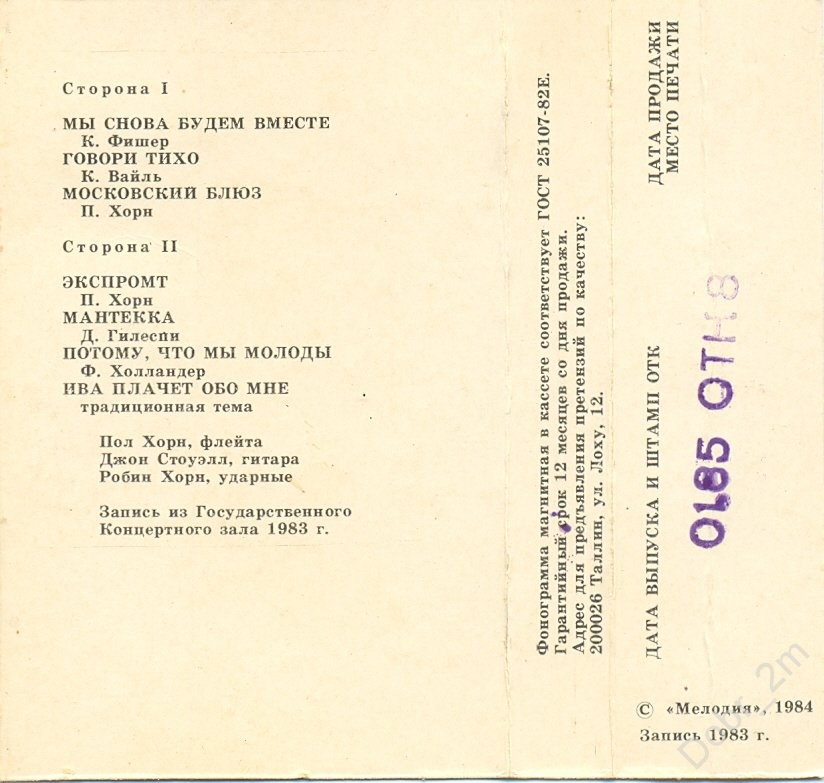 Сторона I
МЫ СНОВА БУДЕМ ВМЕСТЕ
К. Фишер
ГОВОРИ ТИХО
К. Вайль
МОСКОВСКИЙ БЛЮЗ
П. Хорн
Сторона II
ЭКСПРОМТ
П. Хорн
МАНТЕККА
Д. Гилеспи
ПОТОМУ, ЧТО МЫ МОЛОДЫ
Ф. Холландер
ИВА ПЛАЧЕТ ОБО МНЕ
традиционная тема
Пол Хорн, флейта
Джон Стоуэлл, гитара
Робин Хорн, ударные
Запись из Государственного
Концертного зала 1983 г.
Фонограмма магнитная в кассете соответствует ГОСТ 25107-82Е.
Гарантийный срок 12 месяцев со дня продажи.
Адрес для предъявления претензий по качеству:
200026 Таллин, ул. Лоху, 12.
ДАТА ВЫПУСКА И ШТАМП ОТК
ДАТА ПРОДАЖИ
МЕСТО ПЕЧАТИ
0185 ОТН8
© «Мелодия», 1984
Запись 1983 г.
Dobr_2m